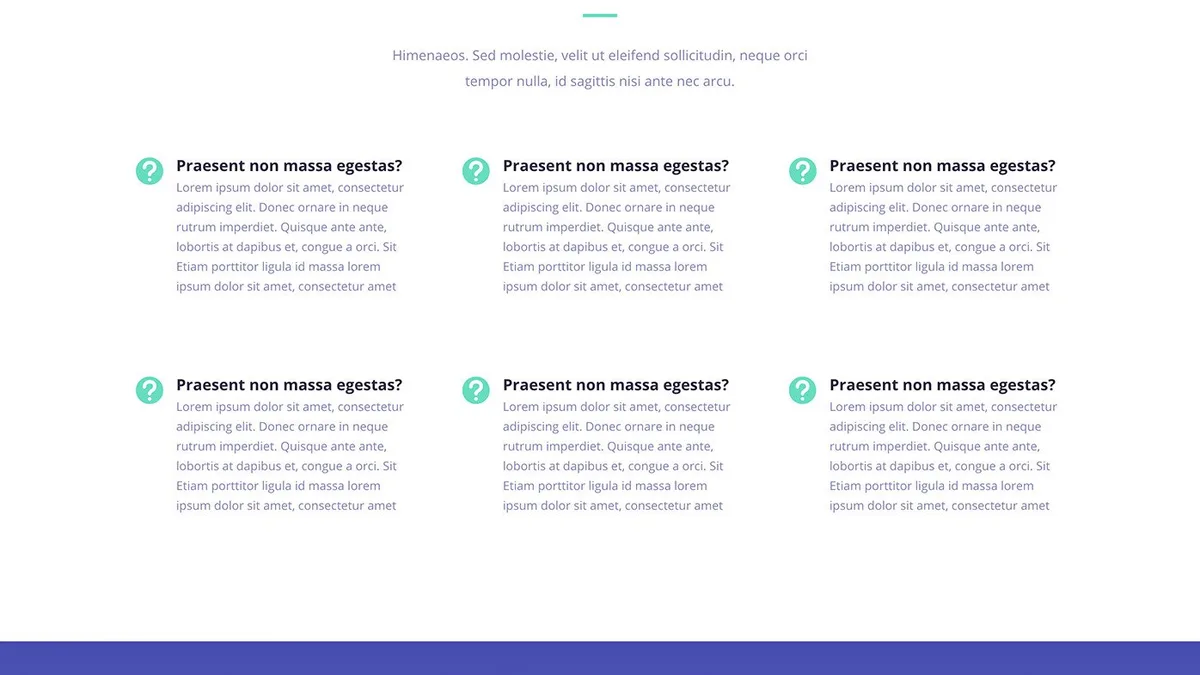 Himenaeos. Sed molestie, velit ut eleifend sollicitudin, neque orci
tempor nulla, id sagittis nisi ante nec arcu.
Praesent non massa egestas?
Lorem ipsum dolor sit amet, consectetur
adipiscing elit. Donec ornare in neque
rutrum imperdiet. Quisque ante ante,
lobortis at dapibus et, congue a orci. Sit
Etiam porttitor ligula id massa lorem
ipsum dolor sit amet, consectetur amet
Praesent non massa egestas?
Lorem ipsum dolor sit amet, consectetur
adipiscing elit. Donec ornare in neque
rutrum imperdiet. Quisque ante ante,
lobortis at dapibus et, congue a orci. Sit
Etiam porttitor ligula id massa lorem
ipsum dolor sit amet, consectetur amet
Praesent non massa egestas?
Lorem ipsum dolor sit amet, consectetur
adipiscing elit. Donec ornare in neque
rutrum imperdiet. Quisque ante ante,
lobortis at dapibus et, congue a orci. Sit
Etiam porttitor ligula id massa lorem
ipsum dolor sit amet, consectetur amet
Praesent non massa egestas?
Lorem ipsum dolor sit amet, consectetur
adipiscing elit. Donec ornare in neque
rutrum imperdiet. Quisque ante ante,
lobortis at dapibus et, congue a orci. Sit
Etiam porttitor ligula id massa lorem
ipsum dolor sit amet, consectetur amet
Praesent non massa egestas?
Lorem ipsum dolor sit amet, consectetur
adipiscing elit. Donec ornare in neque
rutrum imperdiet. Quisque ante ante,
lobortis at dapibus et, congue a orci. Sit
Etiam porttitor ligula id massa lorem
ipsum dolor sit amet, consectetur amet
Praesent non massa egestas?
Lorem ipsum dolor sit amet, consectetur
adipiscing elit. Donec ornare in neque
rutrum imperdiet. Quisque ante ante,
lobortis at dapibus et, congue a orci. Sit
Etiam porttitor ligula id massa lorem
ipsum dolor sit amet, consectetur amet